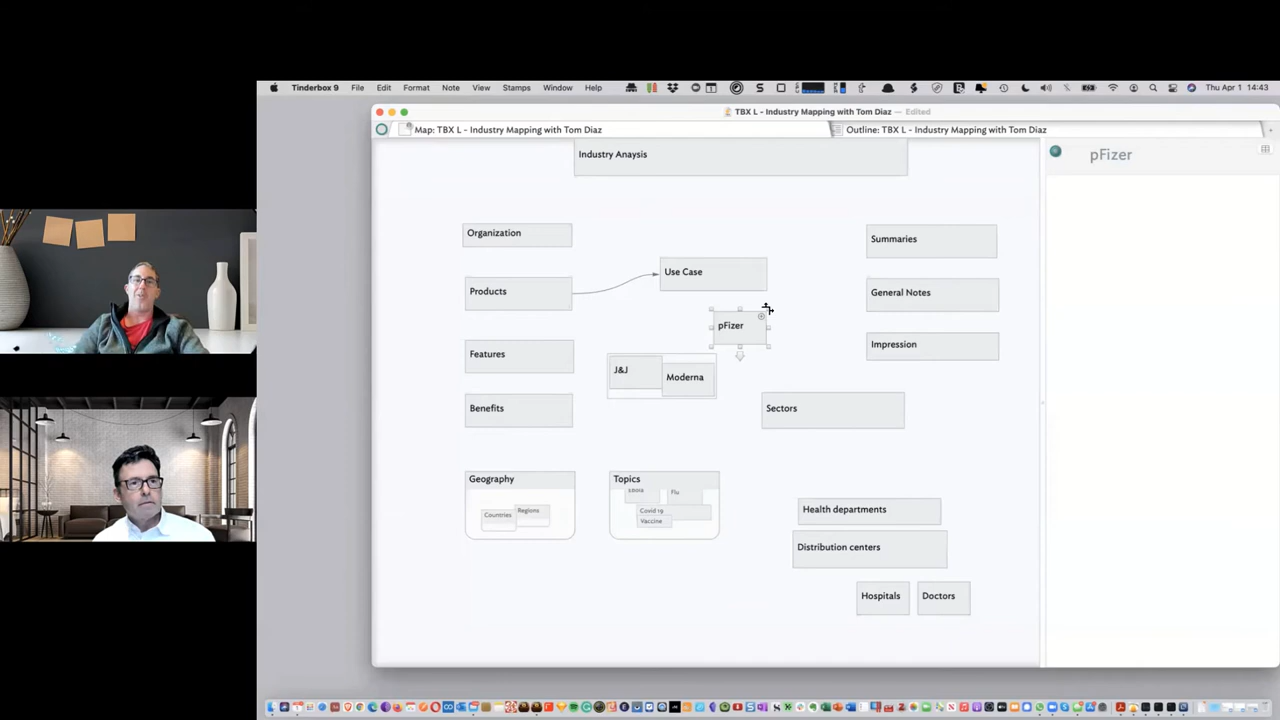 Tinderbox 9 File Edit Format Note View Stamps Window Help Thu Apr 1 14:43
TBX L - Industry Mapping with Tom Diaz — Edited
Map: TBX L - Industry Mapping with Tom Diaz
Outline: TBX L - Industry Mapping with Tom Diaz
Industry Anaysis
pFizer
Organization
Summaries
Use Case
Products
General Notes
pFizer
Impression
Features
J&J
Moderna
Benefits
Sectors
Geography
Countries
Regions
Topics
Flu
Covid 19
Vaccine
Health departments
Distribution centers
Hospitals
Doctors